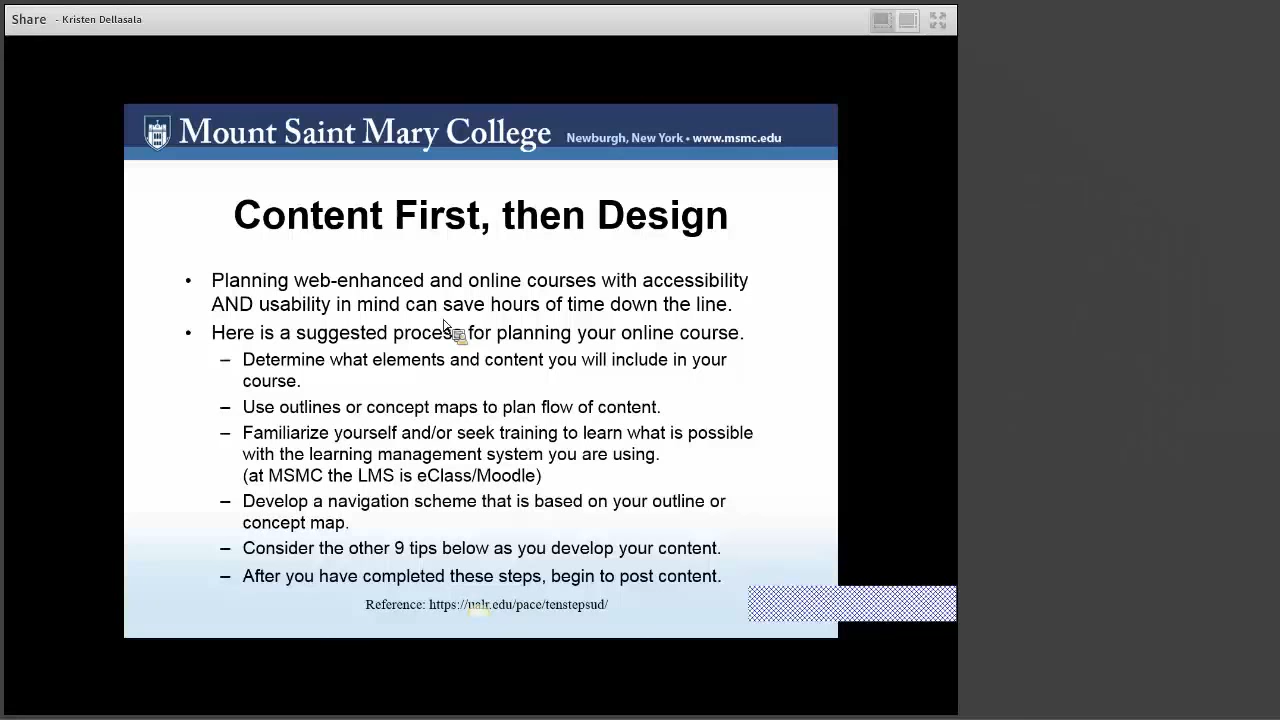 Share - Kristen Dellasala
Mount Saint Mary College Newburgh, New York • www.msmc.edu
Content First, then Design
• Planning web-enhanced and online courses with accessibility
AND usability in mind can save hours of time down the line.
• Here is a suggested process for planning your online course.
– Determine what elements and content you will include in your
course.
– Use outlines or concept maps to plan flow of content.
– Familiarize yourself and/or seek training to learn what is possible
with the learning management system you are using.
(at MSMC the LMS is eClass/Moodle)
– Develop a navigation scheme that is based on your outline or
concept map.
– Consider the other 9 tips below as you develop your content.
– After you have completed these steps, begin to post content.
Reference: https://ualr.edu/pace/tenstepsud/